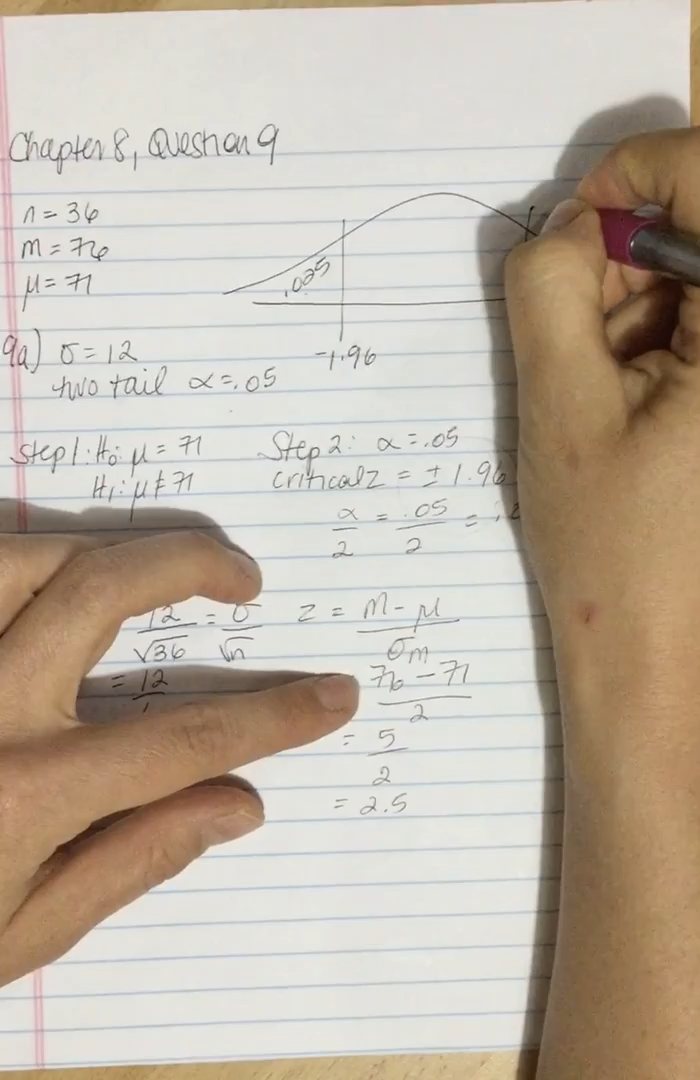 Chapter 8, Question 9
n = 36
m = 76
μ = 71
.025
-1.96
9a) σ = 12
two tail α = .05
Step 1: H₀: μ = 71
H₁: μ ≠ 71
Step 2: α = .05
critical z = ± 1.96
α/2 = .05/2 = .
12/√36 = σ/√n
= 12/
z = m - μ/σm
76 - 71/2
= 5/2
= 2.5